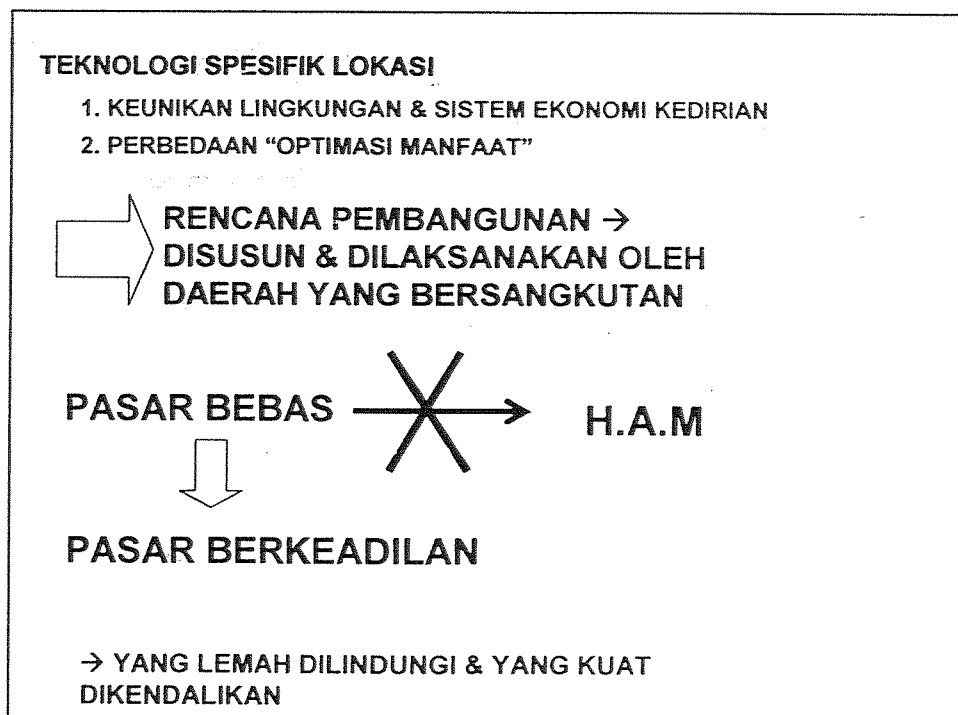 TEKNOLOGI SPESIFIK LOKASI
1. KEUNIKAN LINGKUNGAN & SISTEM EKONOMI KEDIRIAN
2. PERBEDAAN “OPTIMASI MANFAAT”
RENCANA PEMBANGUNAN →
DISUSUN & DILAKSANAKAN OLEH
DAERAH YANG BERSANGKUTAN
PASAR BEBAS
H.A.M
PASAR BERKEADILAN
→ YANG LEMAH DILINDUNGI & YANG KUAT
DIKENDALIKAN